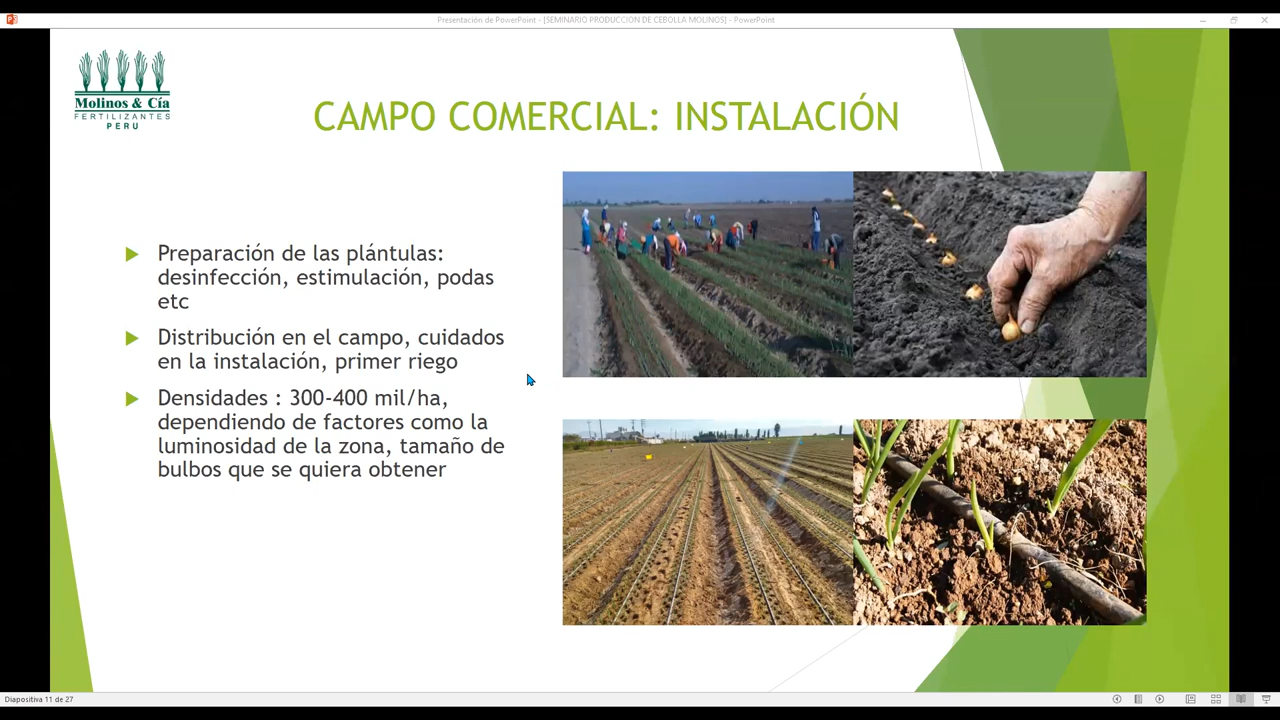 Presentación de PowerPoint - [SEMINARIO PRODUCCION DE CEBOLLA MOLINOS] - PowerPoint
Molinos & Cía
FERTILIZANTES
PERU
CAMPO COMERCIAL: INSTALACIÓN
Preparación de las plántulas:
desinfección, estimulación, podas
etc
Distribución en el campo, cuidados
en la instalación, primer riego
Densidades : 300-400 mil/ha,
dependiendo de factores como la
luminosidad de la zona, tamaño de
bulbos que se quiera obtener
Diapositiva 11 de 27